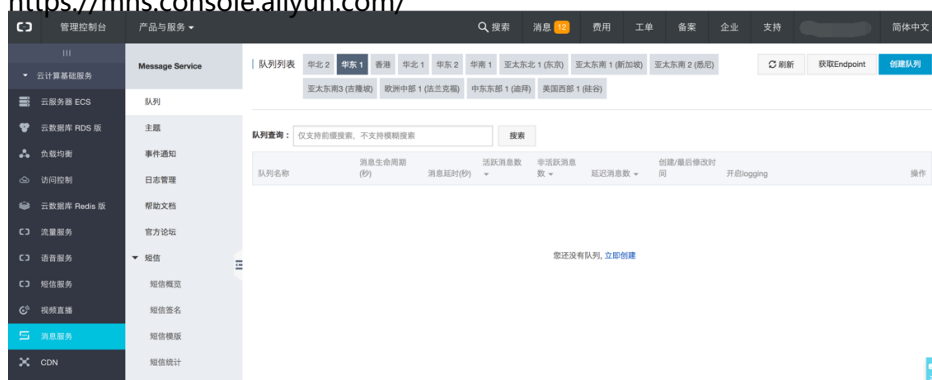 https://mns.console.aliyun.com/
管理控制台 产品与服务 搜索 消息 12 费用 工单 备案 企业 支持 简体中文
云计算基础服务
云服务器 ECS
云数据库 RDS 版
负载均衡
访问控制
云数据库 Redis 版
流量服务
语音服务
短信服务
视频直播
消息服务
CDN
Message Service
队列
主题
事件通知
日志管理
帮助文档
官方论坛
短信
短信概览
短信签名
短信模版
短信统计
队列列表 华北 2 华东 1 香港 华北 1 华东 2 华南 1 亚太东北 1 (东京) 亚太东南 1 (新加坡) 亚太东南 2 (悉尼) 刷新 获取Endpoint 创建队列
亚太东南3 (吉隆坡) 欧洲中部 1 (法兰克福) 中东东部 1 (迪拜) 美国西部 1 (硅谷)
队列查询： 仅支持前缀搜索，不支持模糊搜索 搜索
队列名称 消息生命周期(秒) 消息延时(秒) 活跃消息数 非活跃消息数 延迟消息数 创建/最后修改时间 开启logging 操作
您还没有队列, 立即创建